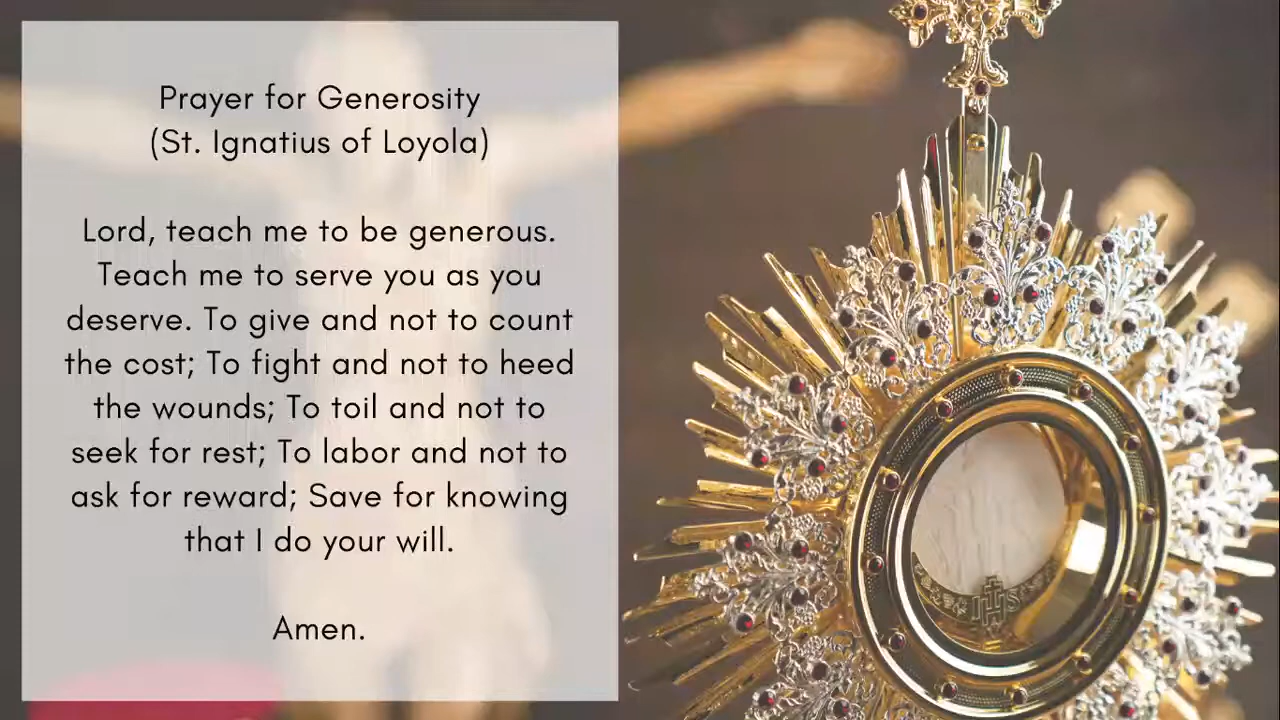 Prayer for Generosity
(St. Ignatius of Loyola)
Lord, teach me to be generous.
Teach me to serve you as you
deserve. To give and not to count
the cost; To fight and not to heed
the wounds; To toil and not to
seek for rest; To labor and not to
ask for reward; Save for knowing
that I do your will.
Amen.
IHS